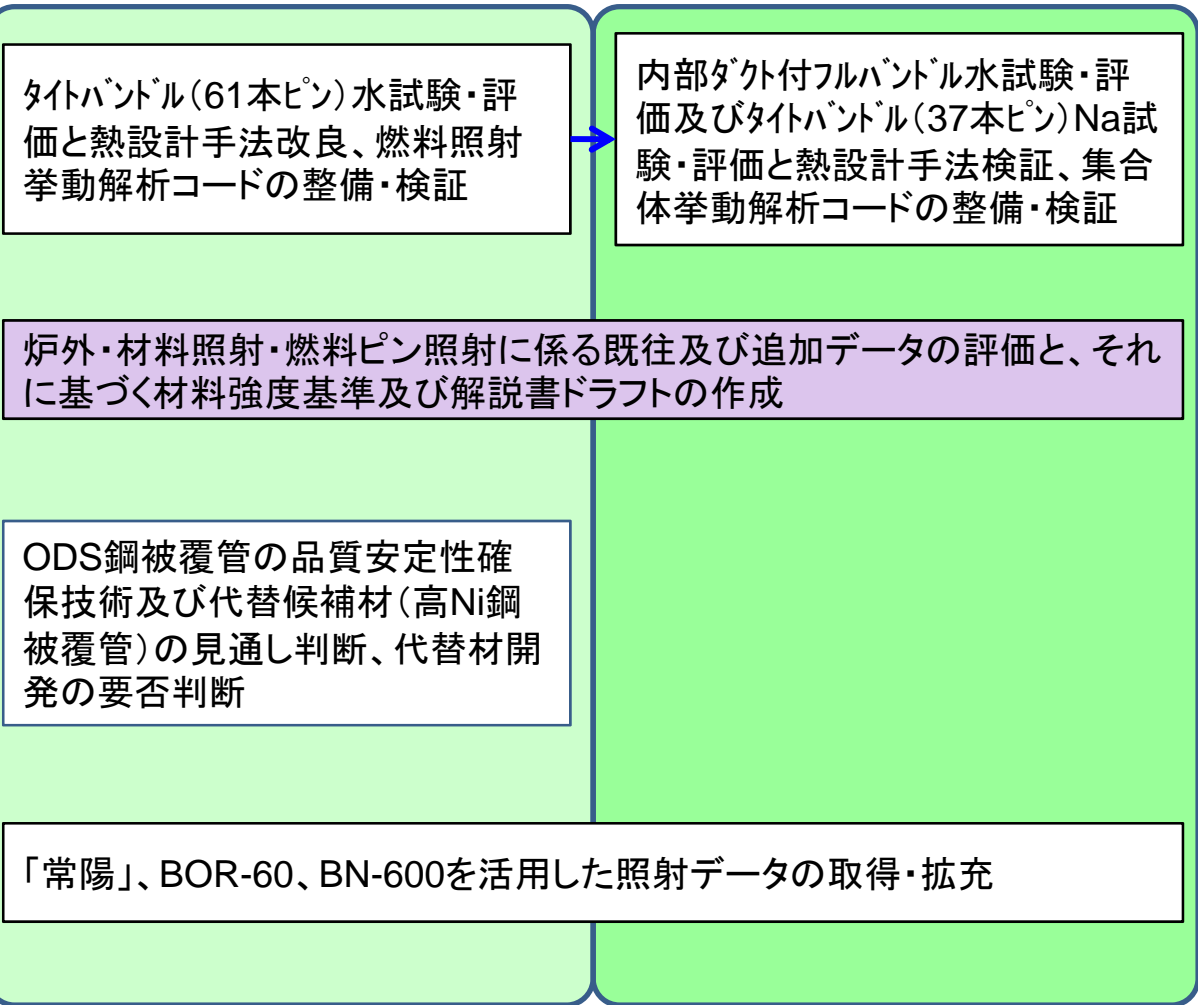 ﾀｲﾄﾊﾞﾝﾄﾞﾙ（61本ピン）水試験・評
価と熱設計手法改良、燃料照射
挙動解析コードの整備・検証
内部ﾀﾞｸﾄ付フルﾊﾞﾝﾄﾞﾙ水試験・評
価及びﾀｲﾄﾊﾞﾝﾄﾞﾙ（37本ピン）Na試
験・評価と熱設計手法検証、集合
体挙動解析コードの整備・検証
炉外・材料照射・燃料ピン照射に係る既往及び追加データの評価と、それ
に基づく材料強度基準及び解説書ドラフトの作成
ODS鋼被覆管の品質安定性確
保技術及び代替候補材（高Ni鋼
被覆管）の見通し判断、代替材開
発の要否判断
「常陽」、BOR-60、BN-600を活用した照射データの取得・拡充